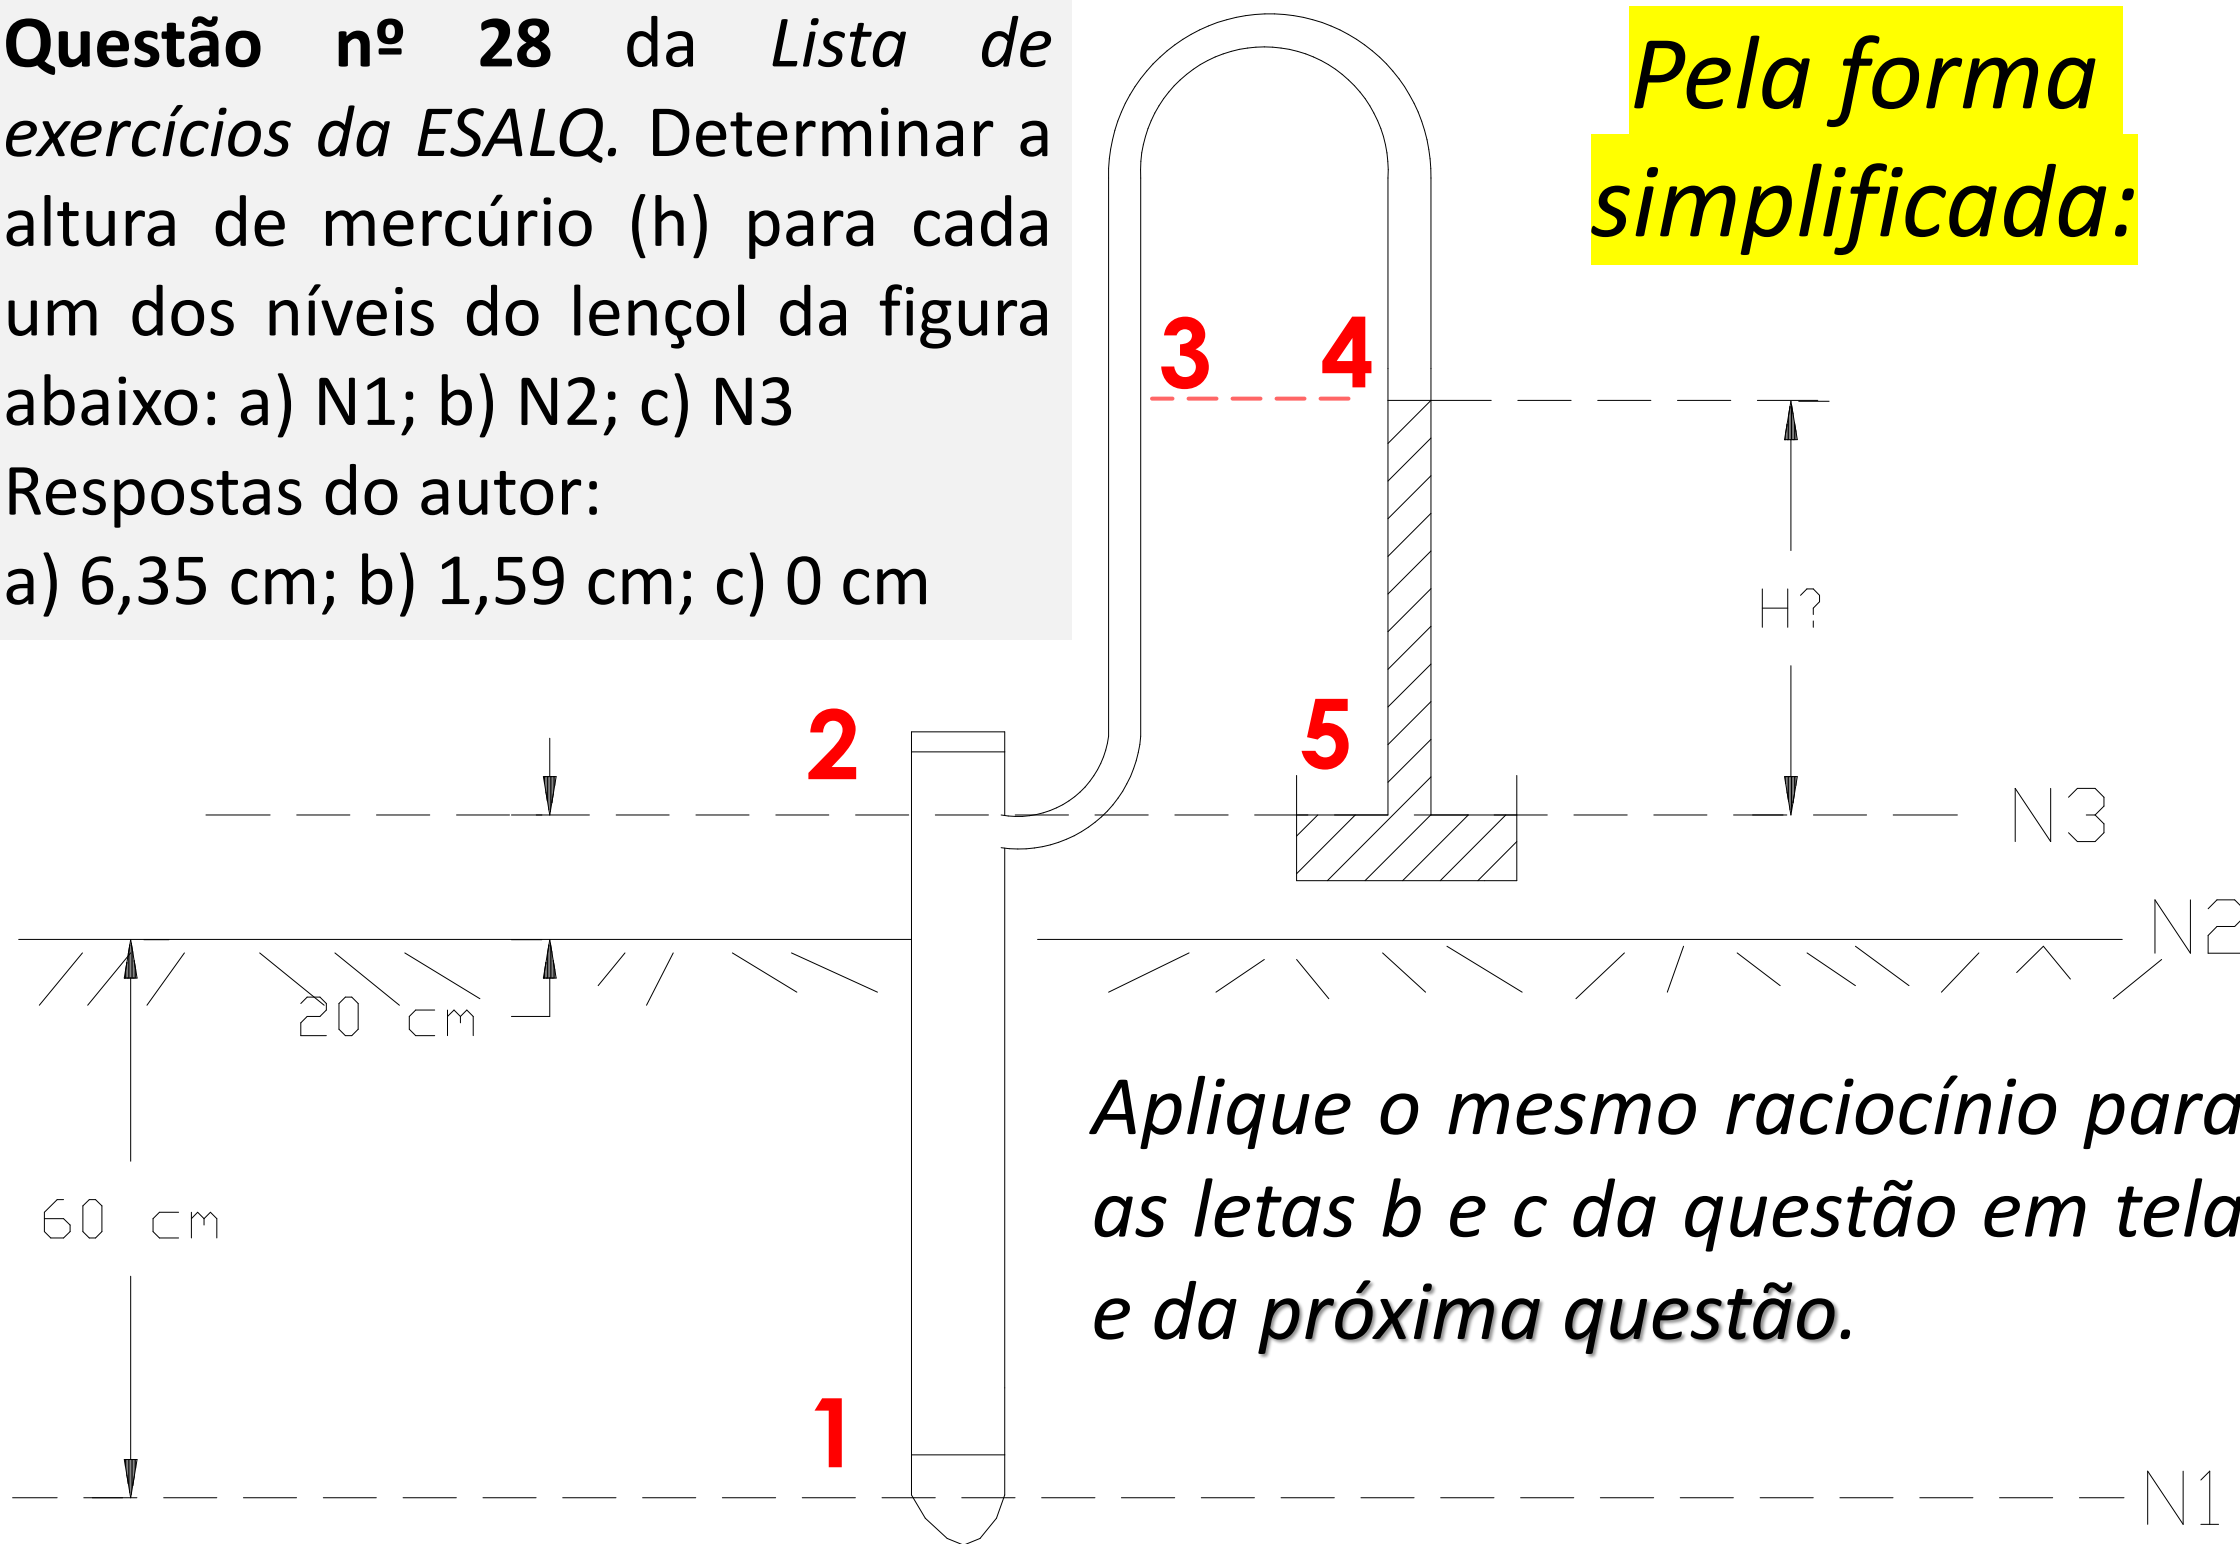 Questão nº 28 da Lista de
exercícios da ESALQ. Determinar a
altura de mercúrio (h) para cada
um dos níveis do lençol da figura
abaixo: a) N1; b) N2; c) N3
Respostas do autor:
a) 6,35 cm; b) 1,59 cm; c) 0 cm
Pela forma
simplificada:
3 4
H?
2 5
N3
N2
20 cm
Aplique o mesmo raciocínio para
as letas b e c da questão em tela
60 cm
e da próxima questão.
1
N1